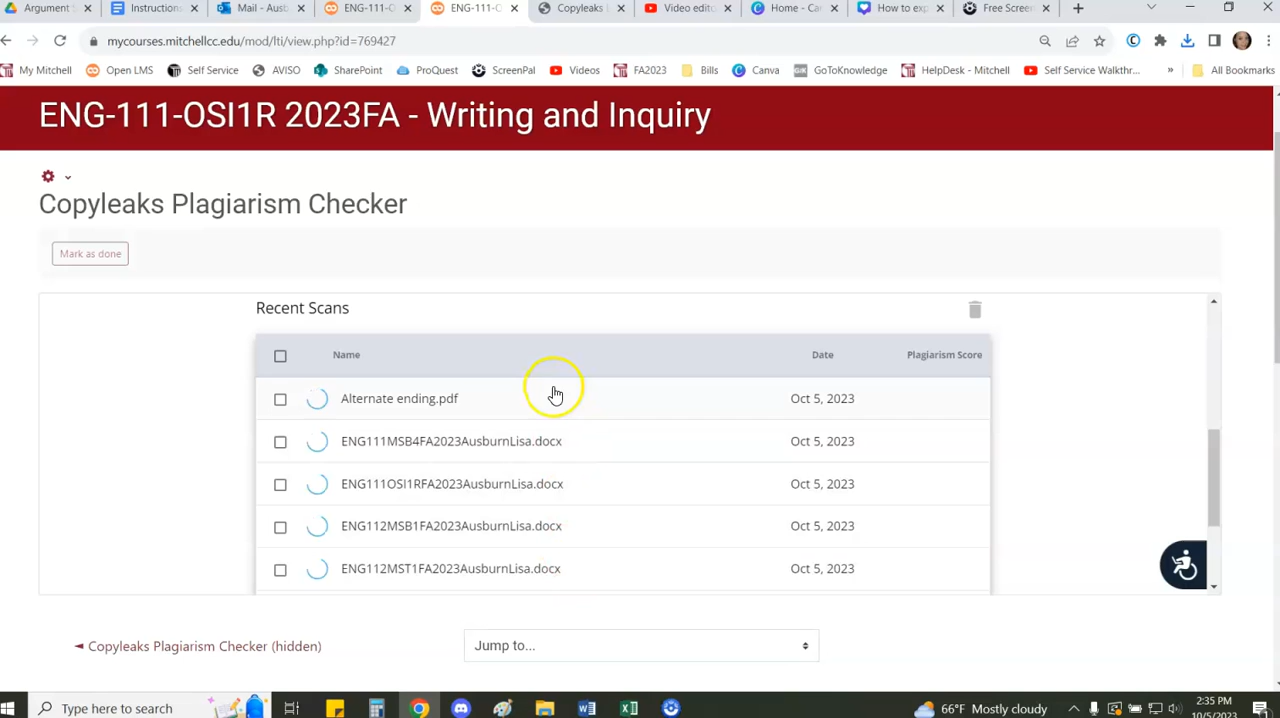 Argument S
Instructions
Mail - Ausb
ENG-111-O
ENG-111-C
Copyleaks
Video edito
Home - Can
How to exp
Free Screen
mycourses.mitchellcc.edu/mod/lti/view.php?id=769427
My Mitchell
Open LMS
Self Service
AVISO
SharePoint
ProQuest
ScreenPal
Videos
FA2023
Bills
Canva
GoToKnowledge
HelpDesk - Mitchell
Self Service Walkthr...
»
All Bookmarks
ENG-111-OSI1R 2023FA - Writing and Inquiry
Copyleaks Plagiarism Checker
Mark as done
Recent Scans
Name Date Plagiarism Score
Alternate ending.pdf Oct 5, 2023
ENG111MSB4FA2023AusburnLisa.docx Oct 5, 2023
ENG111OSI1RFA2023AusburnLisa.docx Oct 5, 2023
ENG112MSB1FA2023AusburnLisa.docx Oct 5, 2023
ENG112MST1FA2023AusburnLisa.docx Oct 5, 2023
◄ Copyleaks Plagiarism Checker (hidden)
Jump to...
Type here to search
66°F Mostly cloudy
2:35 PM
10/5/2023